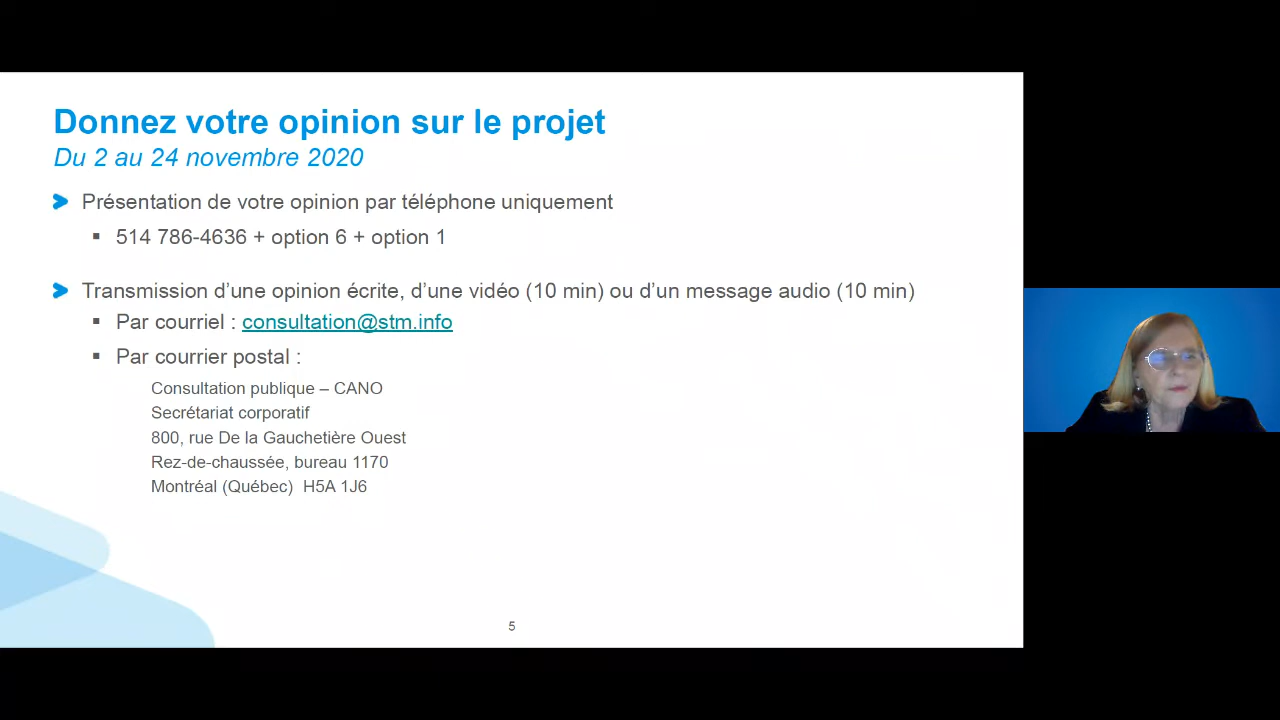 Donnez votre opinion sur le projet
Du 2 au 24 novembre 2020
Présentation de votre opinion par téléphone uniquement
514 786-4636 + option 6 + option 1
Transmission d’une opinion écrite, d’une vidéo (10 min) ou d’un message audio (10 min)
Par courriel : consultation@stm.info
Par courrier postal :
Consultation publique – CANO
Secrétariat corporatif
800, rue De la Gauchetière Ouest
Rez-de-chaussée, bureau 1170
Montréal (Québec)  H5A 1J6
5